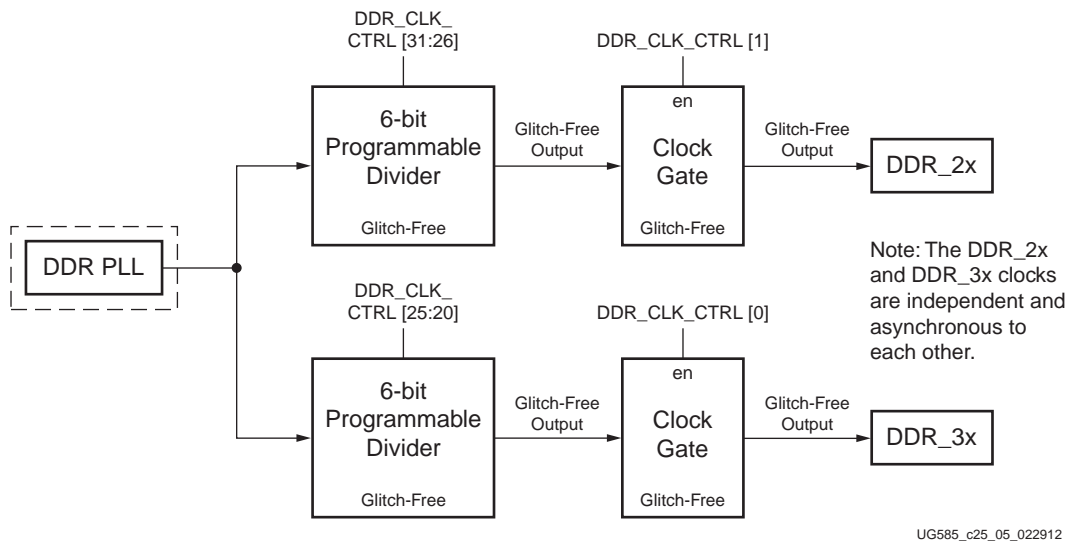 DDR_CLK_
CTRL [31:26]
DDR_CLK_CTRL [1]
6-bit
Programmable
Divider
Glitch-Free
Glitch-Free
Output
en
Clock
Gate
Glitch-Free
Glitch-Free
Output
DDR_2x
DDR PLL
Note: The DDR_2x
and DDR_3x clocks
are independent and
asynchronous to
each other.
DDR_CLK_
CTRL [25:20]
DDR_CLK_CTRL [0]
6-bit
Programmable
Divider
Glitch-Free
Glitch-Free
Output
en
Clock
Gate
Glitch-Free
Glitch-Free
Output
DDR_3x
UG585_c25_05_022912